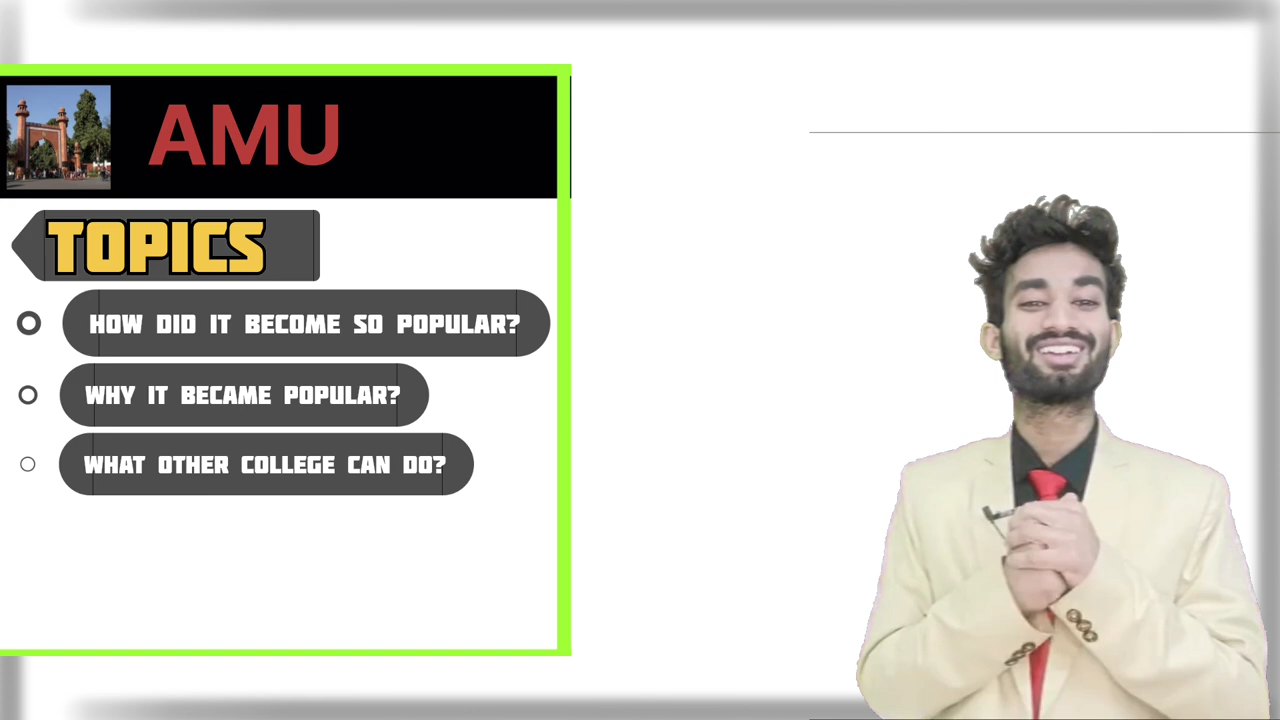 AMU
TOPICS
HOW DID IT BECOME SO POPULAR?
WHY IT BECAME POPULAR?
WHAT OTHER COLLEGE CAN DO?